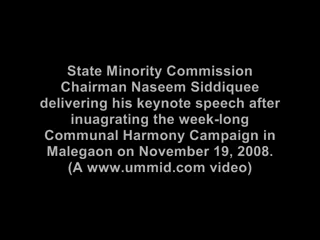 State Minority Commission
Chairman Naseem Siddiquee
delivering his keynote speech after
inuagrating the week-long
Communal Harmony Campaign in
Malegaon on November 19, 2008.
(A www.ummid.com video)